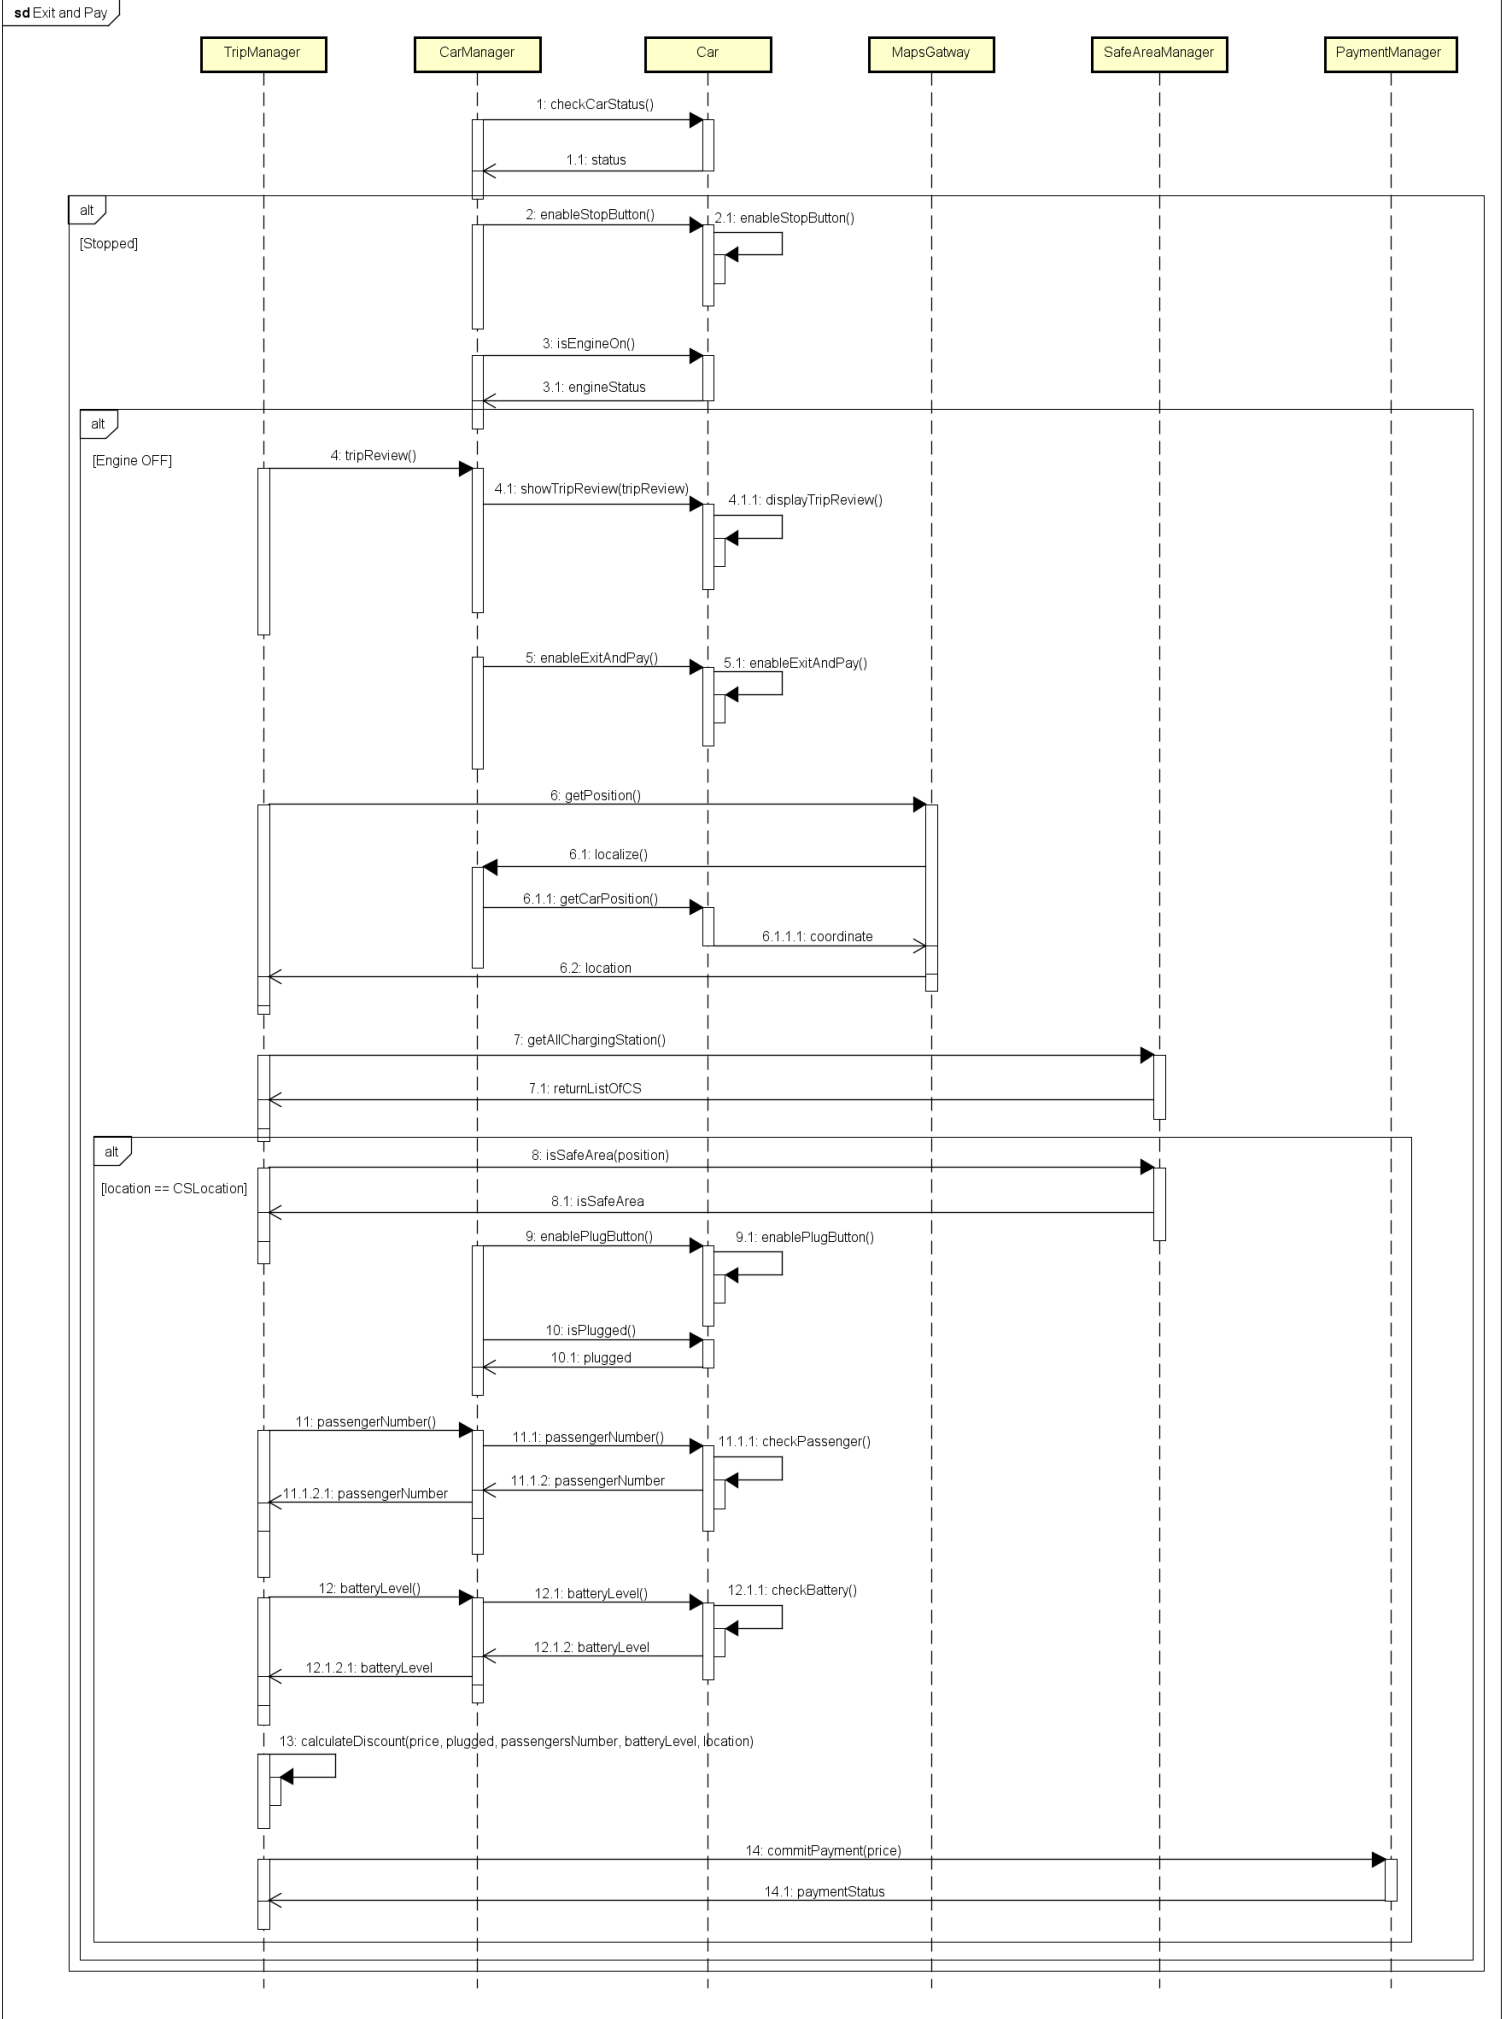 sd Exit and Pay
TripManager
CarManager
Car
MapsGatway
SafeAreaManager
PaymentManager
1: checkCarStatus()
1.1: status
alt
[Stopped]
2: enableStopButton()
2.1: enableStopButton()
3: isEngineOn()
3.1: engineStatus
alt
[Engine OFF]
4: tripReview()
4.1: showTripReview(tripReview)
4.1.1: displayTripReview()
5: enableExitAndPay()
5.1: enableExitAndPay()
6: getPosition()
6.1: localize()
6.1.1: getCarPosition()
6.1.1.1: coordinate
6.2: location
7: getAllChargingStation()
7.1: returnListOfCS
alt
[location == CSLocation]
8: isSafeArea(position)
8.1: isSafeArea
9: enablePlugButton()
9.1: enablePlugButton()
10: isPlugged()
10.1: plugged
11: passengerNumber()
11.1: passengerNumber()
11.1.1: checkPassenger()
11.1.2: passengerNumber
11.1.2.1: passengerNumber
12: batteryLevel()
12.1: batteryLevel()
12.1.1: checkBattery()
12.1.2: batteryLevel
12.1.2.1: batteryLevel
13: calculateDiscount(price, plugged, passengersNumber, batteryLevel, location)
14: commitPayment(price)
14.1: paymentStatus